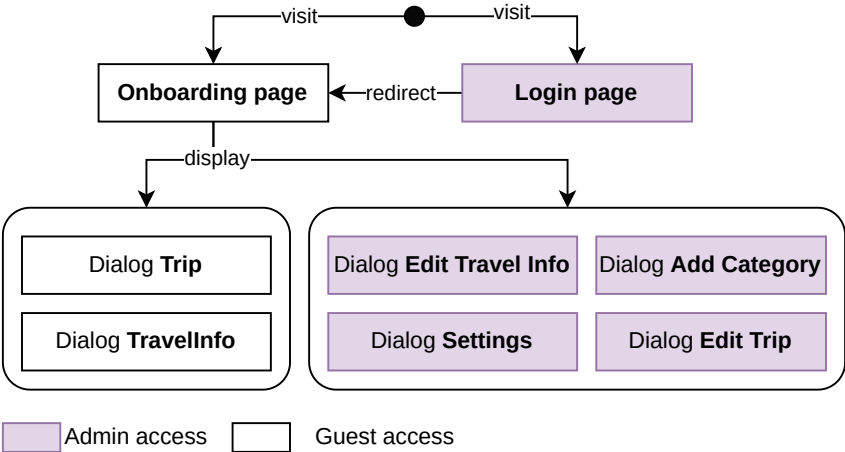 visit
visit
Onboarding page
redirect
Login page
display
Dialog Trip
Dialog Edit Travel Info
Dialog Add Category
Dialog TravelInfo
Dialog Settings
Dialog Edit Trip
Admin access
Guest access